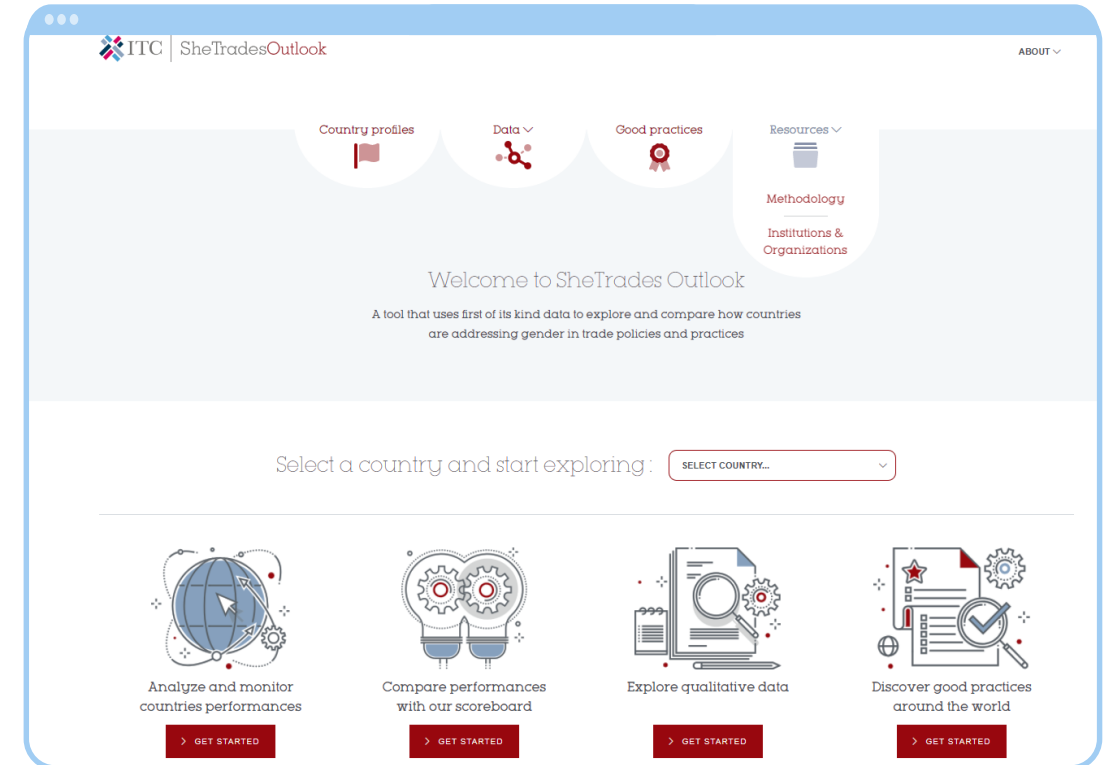 ITC | SheTradesOutlook
ABOUT
Country profiles
Data
Good practices
Resources
Methodology
Institutions &
Organizations
Welcome to SheTrades Outlook
A tool that uses first of its kind data to explore and compare how countries
are addressing gender in trade policies and practices
Select a country and start exploring :
SELECT COUNTRY...
Analyze and monitor
countries performances
GET STARTED
Compare performances
with our scoreboard
GET STARTED
Explore qualitative data
GET STARTED
Discover good practices
around the world
GET STARTED